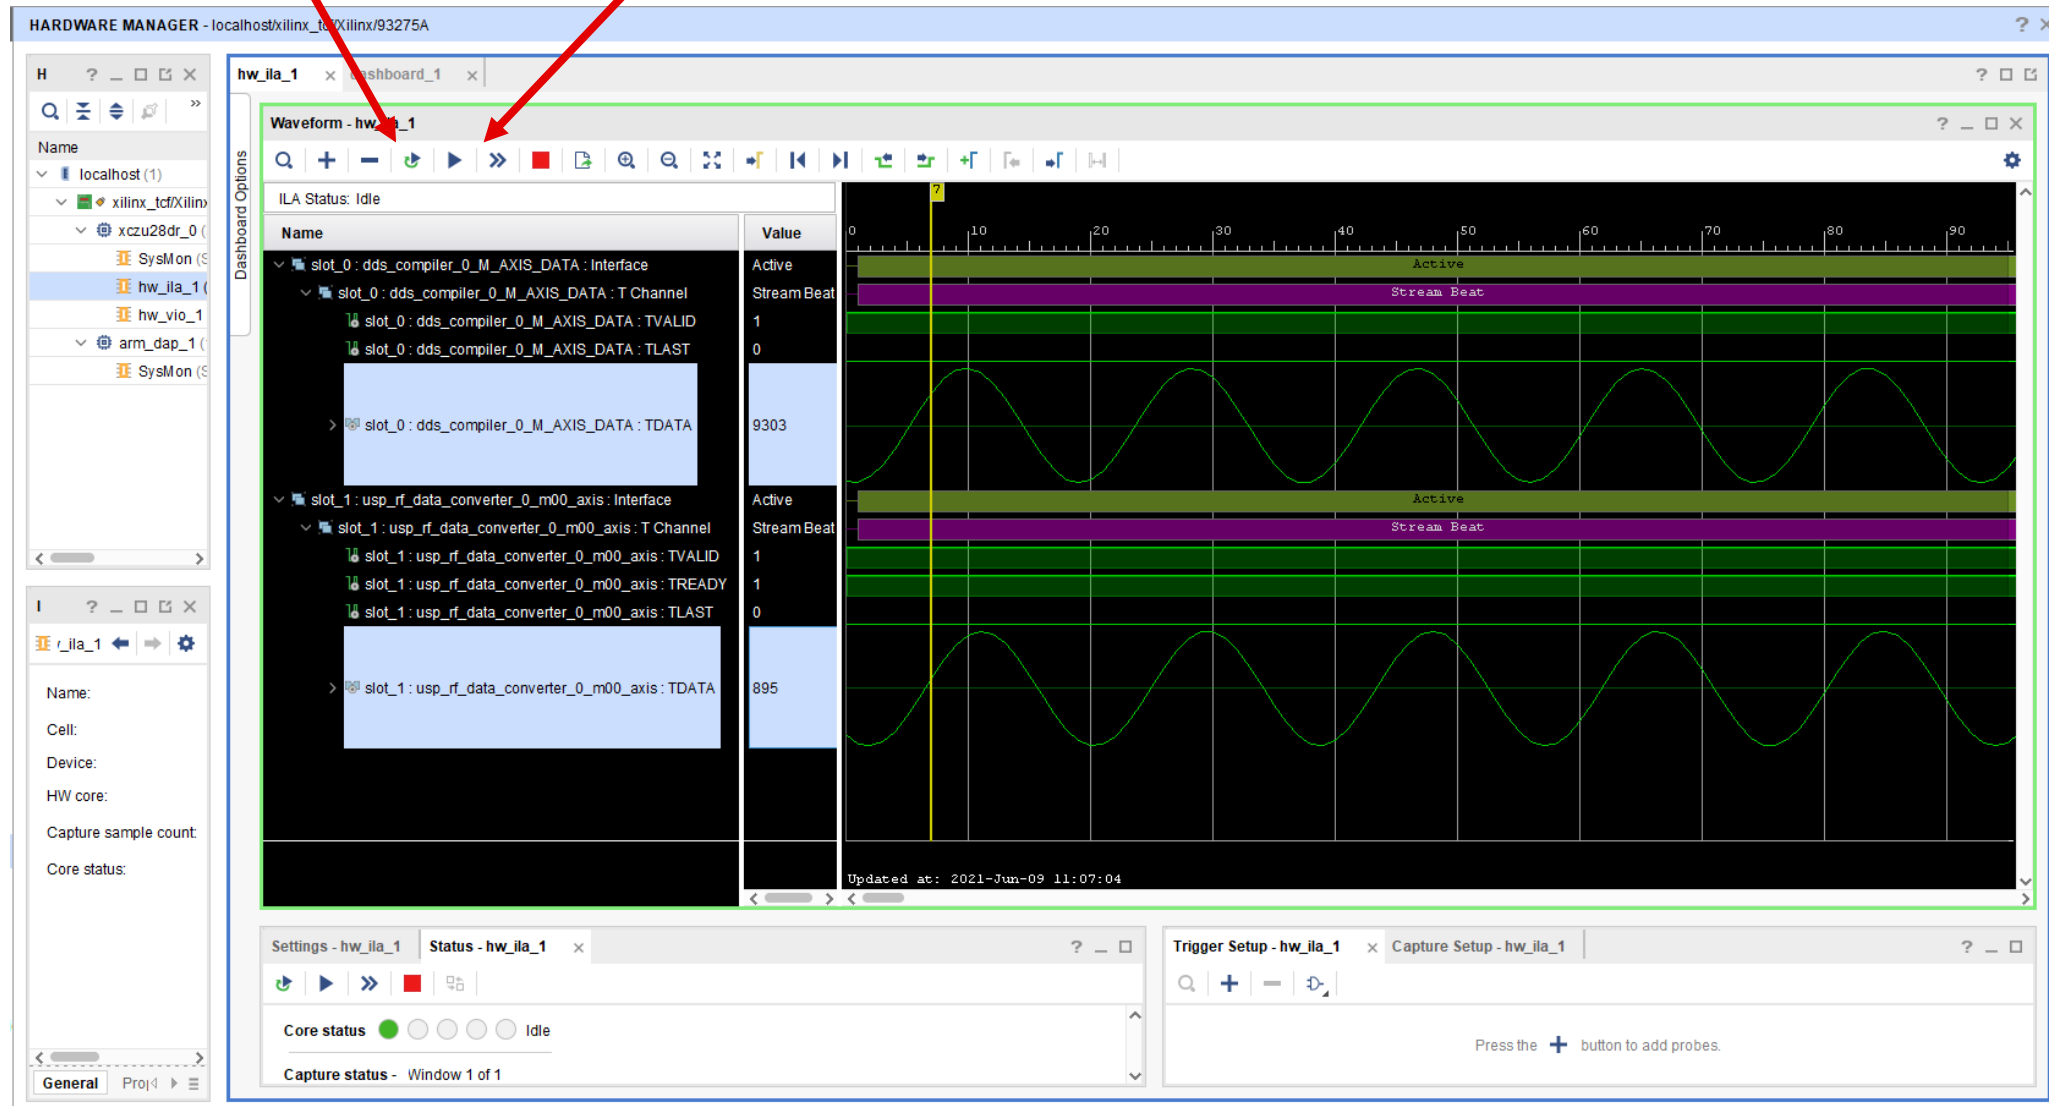 HARDWARE MANAGER - localhost/xilinx_tcf/Xilinx/93275A
H
Name
localhost (1)
xilinx_tcf/Xilinx
xczu28dr_0 (
SysMon (S
hw_ila_1 (
hw_vio_1
arm_dap_1 (
SysMon (S
I
_ila_1
Name:
Cell:
Device:
HW core:
Capture sample count:
Core status:
General Proj
hw_ila_1 dashboard_1
Dashboard Options
Waveform - hw_ila_1
ILA Status: Idle
Name Value
7
0 10 20 30 40 50 60 70 80 90
slot_0 : dds_compiler_0_M_AXIS_DATA : Interface Active Active
slot_0 : dds_compiler_0_M_AXIS_DATA : T Channel Stream Beat Stream Beat
slot_0 : dds_compiler_0_M_AXIS_DATA : TVALID 1
slot_0 : dds_compiler_0_M_AXIS_DATA : TLAST 0
slot_0 : dds_compiler_0_M_AXIS_DATA : TDATA 9303
slot_1 : usp_rf_data_converter_0_m00_axis : Interface Active Active
slot_1 : usp_rf_data_converter_0_m00_axis : T Channel Stream Beat Stream Beat
slot_1 : usp_rf_data_converter_0_m00_axis : TVALID 1
slot_1 : usp_rf_data_converter_0_m00_axis : TREADY 1
slot_1 : usp_rf_data_converter_0_m00_axis : TLAST 0
slot_1 : usp_rf_data_converter_0_m00_axis : TDATA 895
Updated at: 2021-Jun-09 11:07:04
Settings - hw_ila_1 Status - hw_ila_1
Core status Idle
Capture status - Window 1 of 1
Trigger Setup - hw_ila_1 Capture Setup - hw_ila_1
Press the + button to add probes.